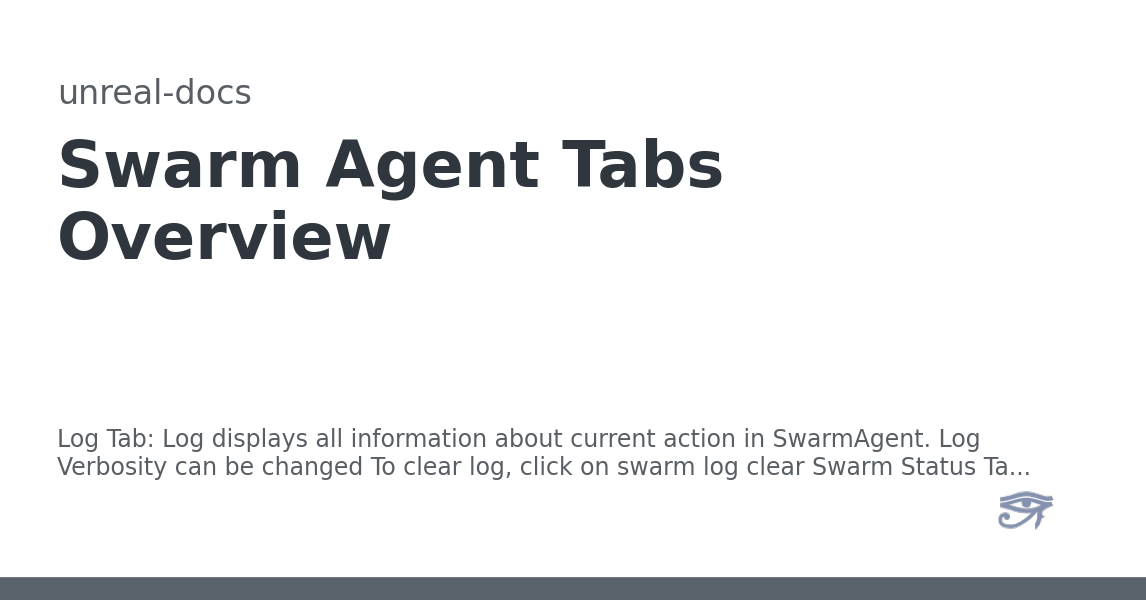 unreal-docs
Swarm Agent Tabs
Overview
Log Tab: Log displays all information about current action in SwarmAgent. Log
Verbosity can be changed To clear log, click on swarm log clear Swarm Status Ta...